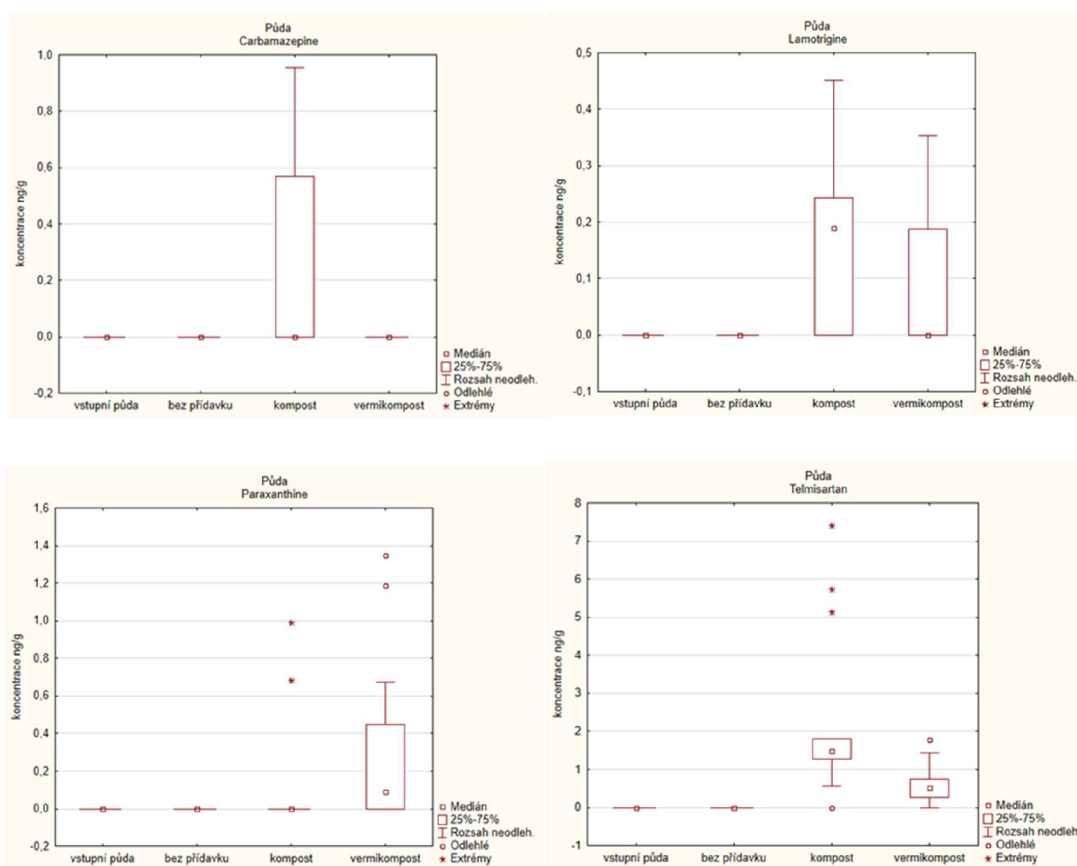 Půda
Carbamazepine
1,0
0,8
0,6
0,4
0,2
0,0
-0,2
koncentrace ng/g
vstupní půda
bez přídavku
kompost
vermikompost
Medián
25%-75%
Rozsah neodleh.
Odlehlé
Extrémy
Půda
Lamotrigine
0,5
0,4
0,3
0,2
0,1
0,0
-0,1
koncentrace ng/g
vstupní půda
bez přídavku
kompost
vermikompost
Medián
25%-75%
Rozsah neodleh.
Odlehlé
Extrémy
Půda
Paraxanthine
1,6
1,4
1,2
1,0
0,8
0,6
0,4
0,2
0,0
-0,2
koncentrace ng/g
vstupní půda
bez přídavku
kompost
vermikompost
Medián
25%-75%
Rozsah neodleh.
Odlehlé
Extrémy
Půda
Telmisartan
8
7
6
5
4
3
2
1
0
-1
koncentrace ng/g
vstupní půda
bez přídavku
kompost
vermikompost
Medián
25%-75%
Rozsah neodleh.
Odlehlé
Extrémy